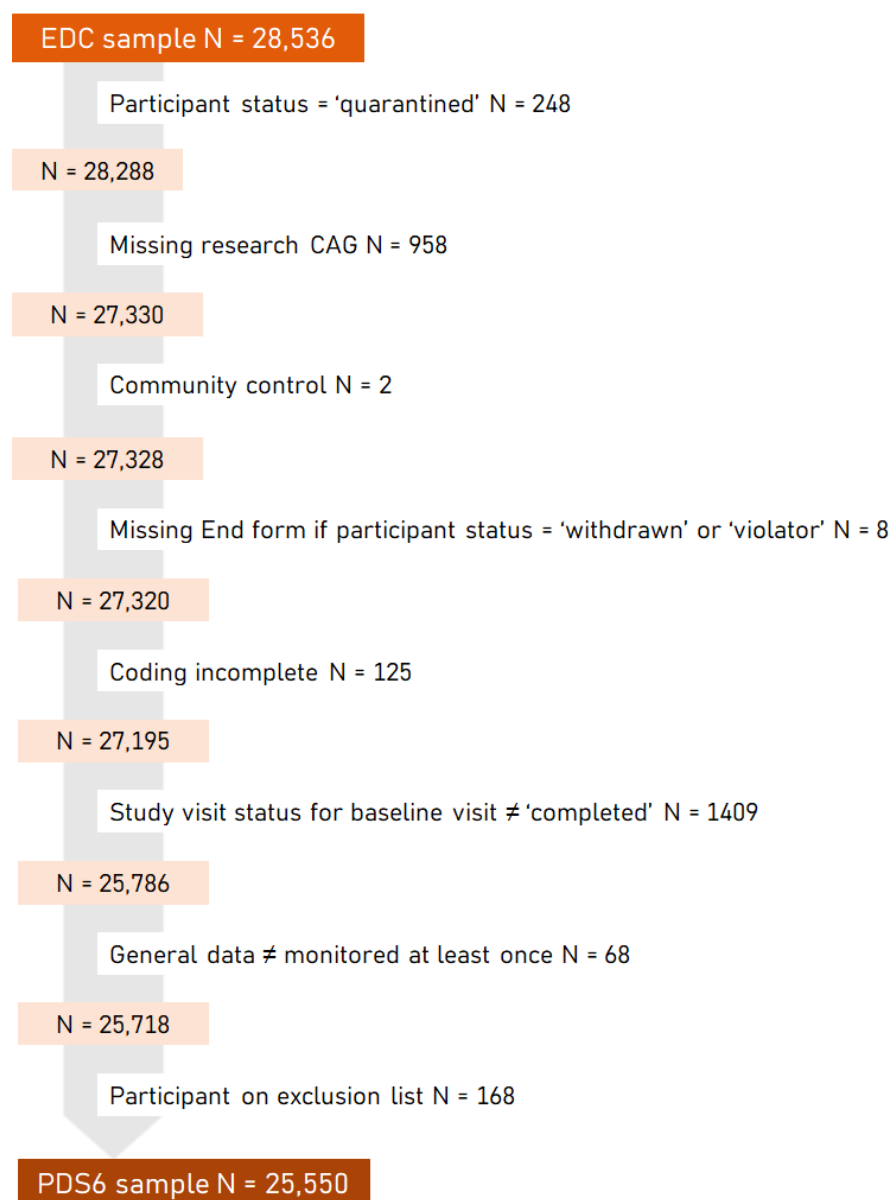 EDC sample N = 28,536
Participant status = ‘quarantined’ N = 248
N = 28,288
Missing research CAG N = 958
N = 27,330
Community control N = 2
N = 27,328
Missing End form if participant status = ‘withdrawn’ or ‘violator’ N = 8
N = 27,320
Coding incomplete N = 125
N = 27,195
Study visit status for baseline visit ≠ ‘completed’ N = 1409
N = 25,786
General data ≠ monitored at least once N = 68
N = 25,718
Participant on exclusion list N = 168
PDS6 sample N = 25,550